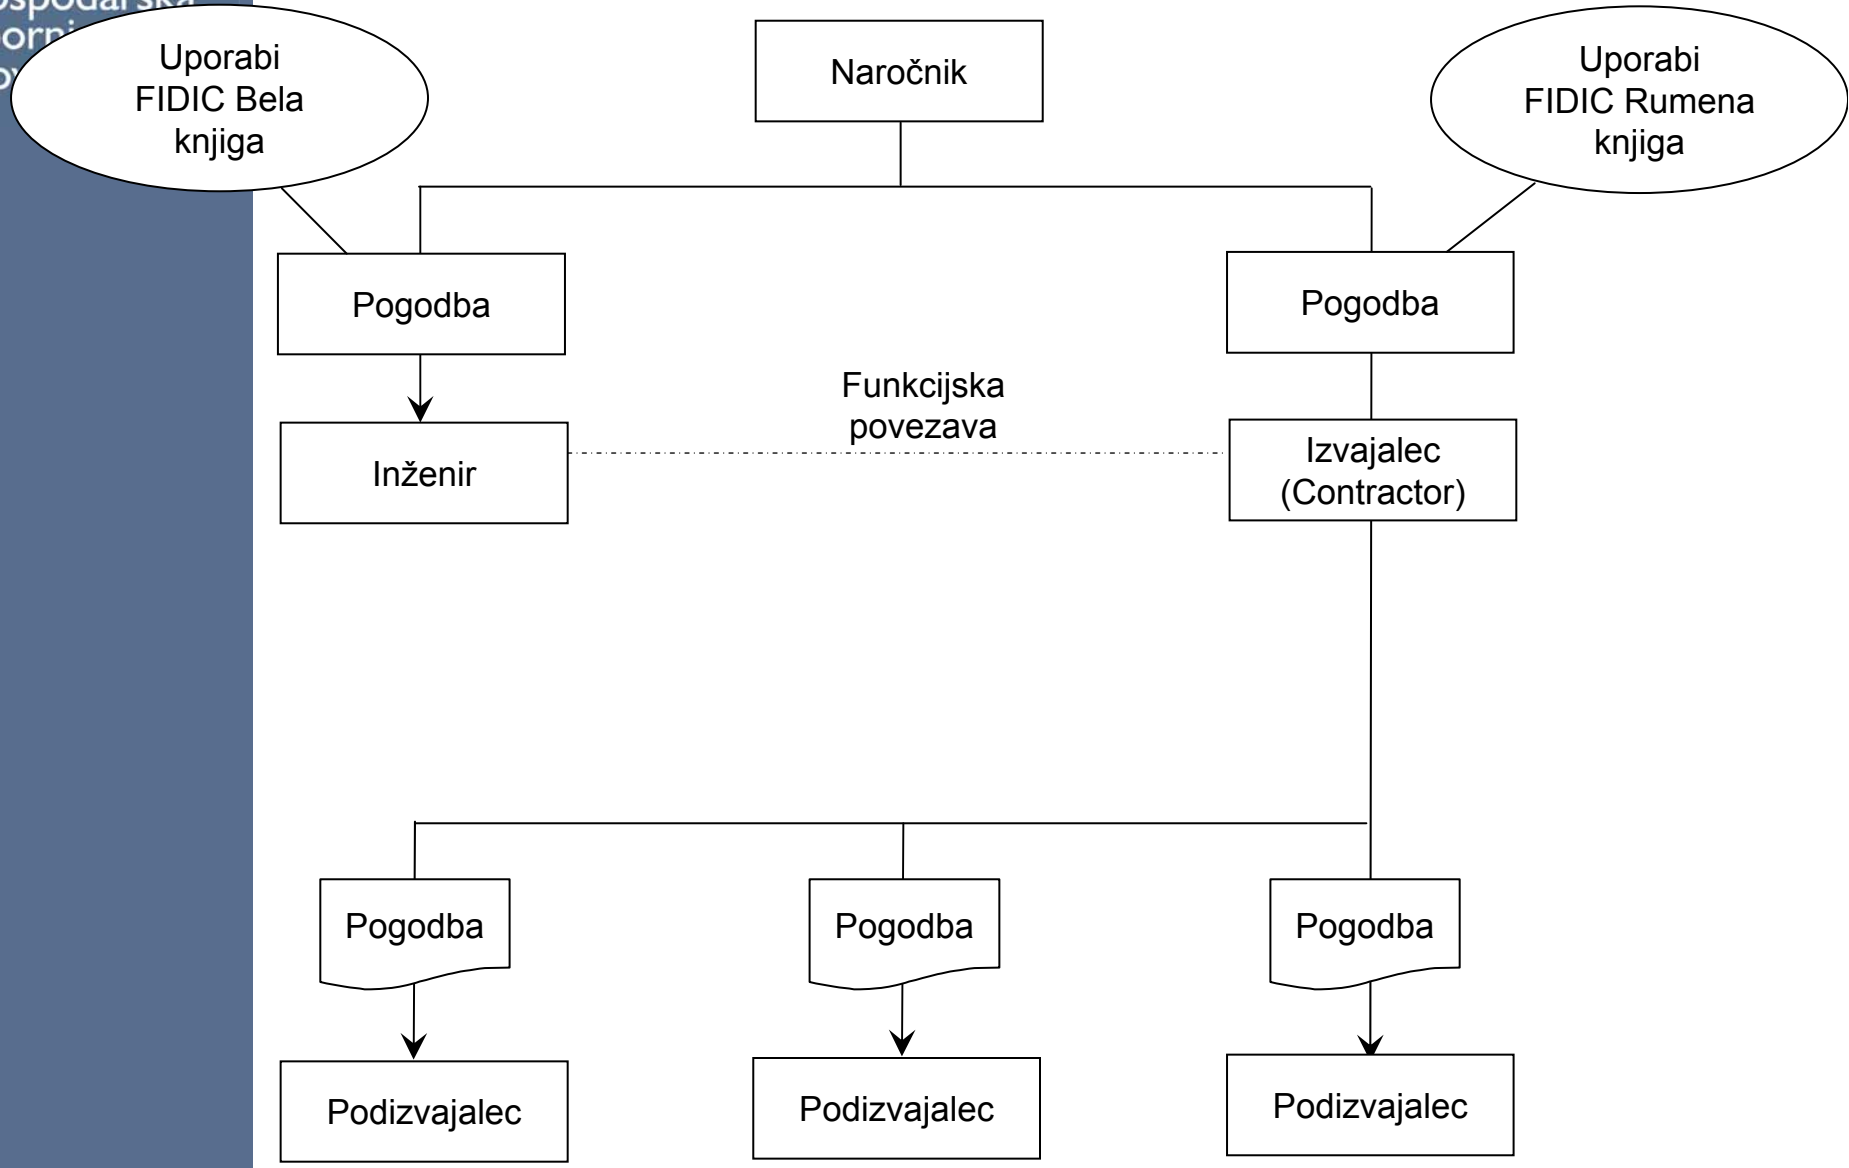 Uporabi
FIDIC Bela
knjiga
Naročnik
Uporabi
FIDIC Rumena
knjiga
Pogodba
Pogodba
Funkcijska
povezava
Inženir
Izvajalec
(Contractor)
Pogodba
Pogodba
Pogodba
Podizvajalec
Podizvajalec
Podizvajalec